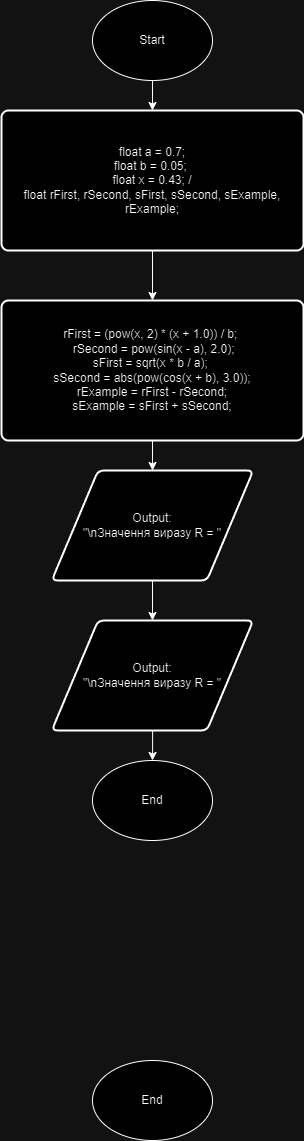 Start
float a = 0.7;
float b = 0.05;
float x = 0.43; /
float rFirst, rSecond, sFirst, sSecond, sExample,
rExample;
rFirst = (pow(x, 2) * (x + 1.0)) / b;
rSecond = pow(sin(x - a), 2.0);
sFirst = sqrt(x * b / a);
sSecond = abs(pow(cos(x + b), 3.0));
rExample = rFirst - rSecond;
sExample = sFirst + sSecond;
Output:
"\nЗначення виразу R = "
Output:
"\nЗначення виразу R = "
End
End